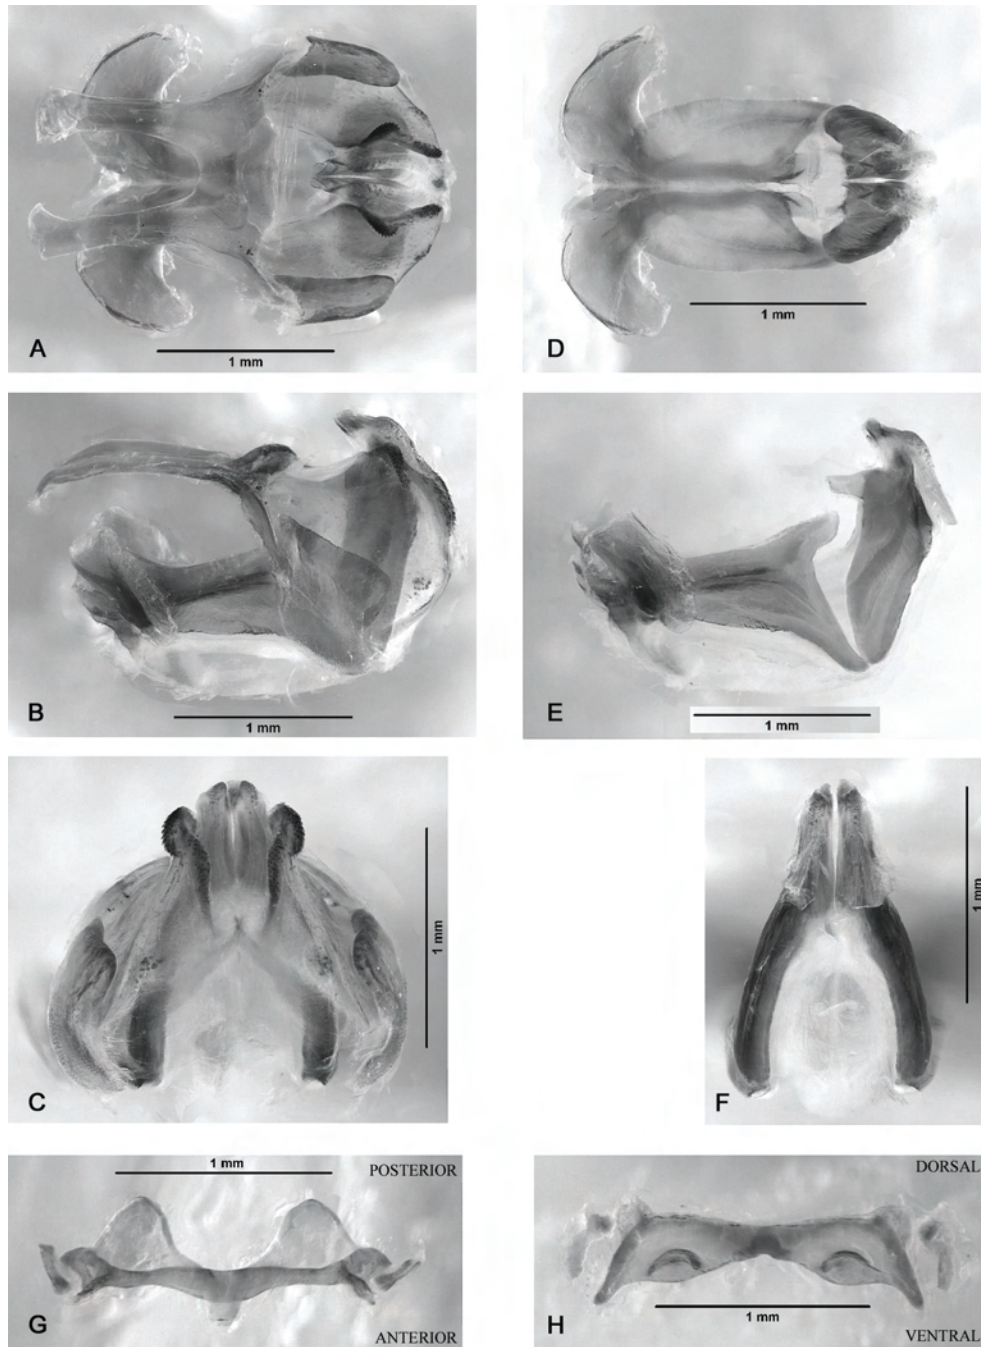 A
1 mm
D
1 mm
B
1 mm
E
1 mm
C
1 mm
F
1 mm
1 mm
POSTERIOR
G
ANTERIOR
DORSAL
H
1 mm
VENTRAL